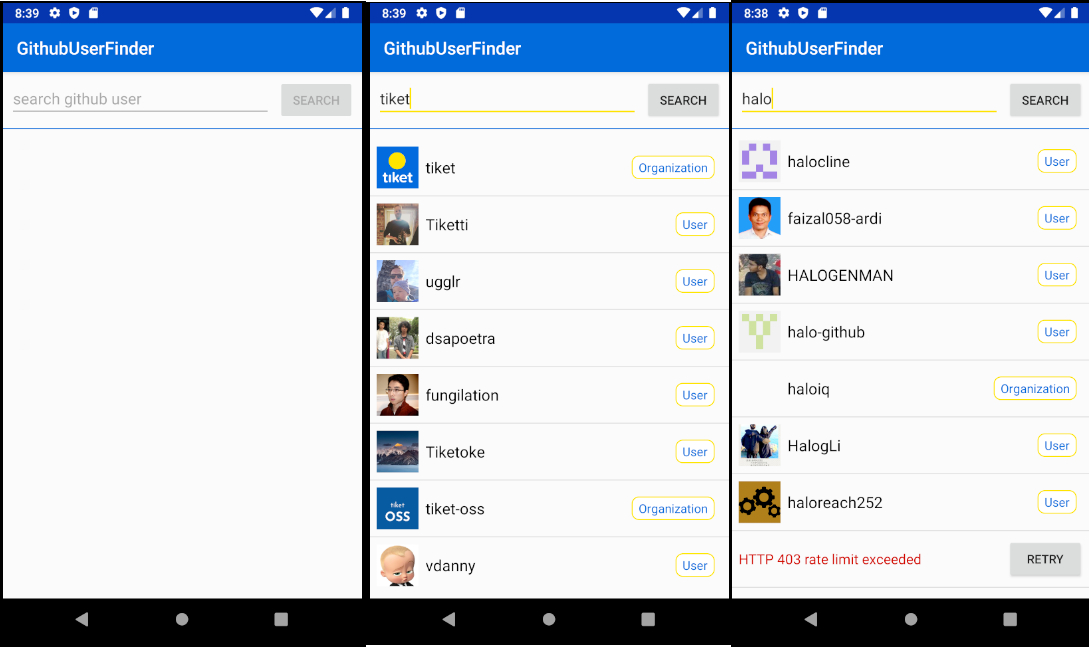 8:39
GithubUserFinder
search github user
SEARCH
8:39
GithubUserFinder
tiket
SEARCH
tiket
tiket
Organization
Tiketti
User
ugglr
User
dsapoetra
User
fungilation
User
Tiketoke
User
tiket
OSS
tiket-oss
Organization
vdanny
User
8:38
GithubUserFinder
halo
SEARCH
halocline
User
faizal058-ardi
User
HALOGENMAN
User
halo-github
User
haloiq
Organization
HalogLi
User
haloreach252
User
HTTP 403 rate limit exceeded
RETRY